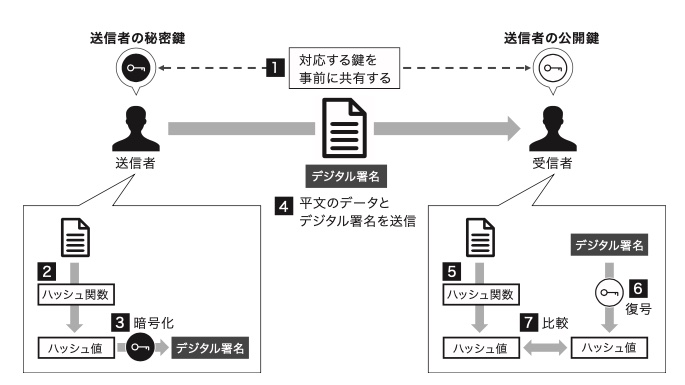 送信者の秘密鍵
送信者の公開鍵
1 対応する鍵を
事前に共有する
送信者
受信者
デジタル署名
4 平文のデータと
デジタル署名を送信
2
ハッシュ関数
3 暗号化
ハッシュ値
デジタル署名
5
ハッシュ関数
デジタル署名
6
復号
7 比較
ハッシュ値
ハッシュ値